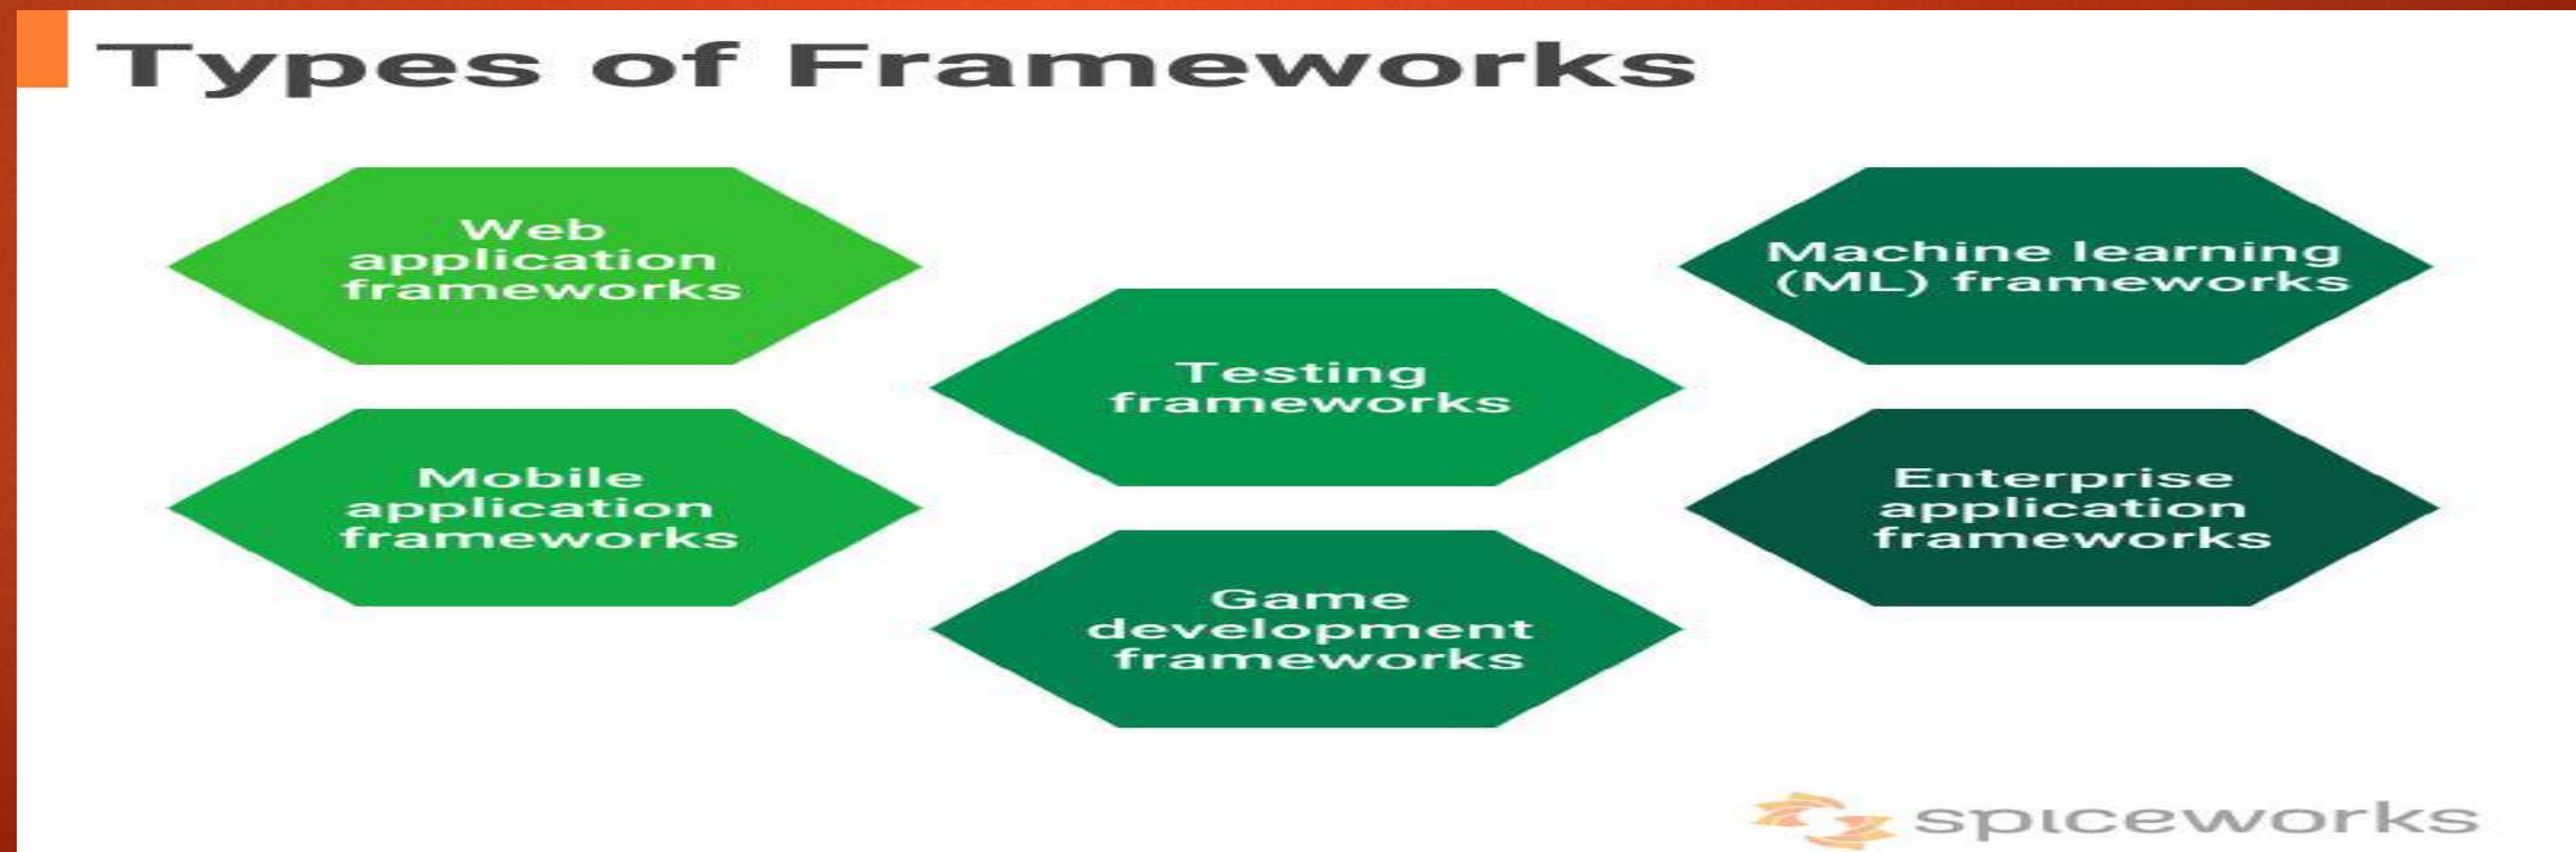 Types of Frameworks
Web
application
frameworks
Mobile
application
frameworks
Testing
frameworks
Game
development
frameworks
Machine learning
(ML) frameworks
Enterprise
application
frameworks
spiceworks